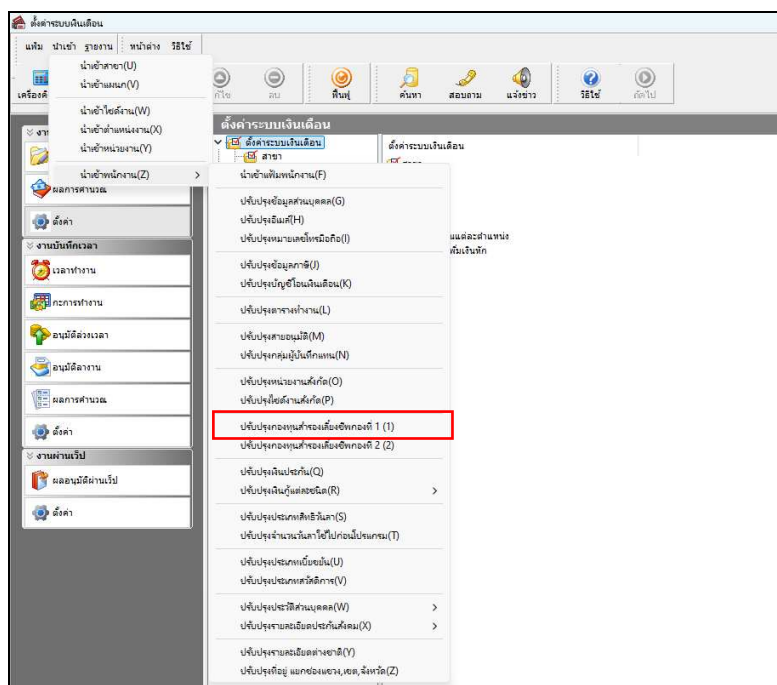 ตั้งค่าระบบเงินเดือน
แฟ้ม นำเข้า รายงาน หน้าต่าง วิธีใช้
นำเข้าสาขา(U)
นำเข้าแผนก(V)
นำเข้าไซต์งาน(W)
นำเข้าตำแหน่งงาน(X)
นำเข้าหน่วยงาน(Y)
นำเข้าพนักงาน(Z)
ลบ ฟื้นฟู ค้นหา สอบถาม แจ้งข่าว วิธีใช้ ถัดไป
ตั้งค่าระบบเงินเดือน
ตั้งค่าระบบเงินเดือน
สาขา
ตั้งค่าระบบเงินเดือน
ผลการคำนวณ
ตั้งค่า
งานบันทึกเวลา
เวลาทำงาน
กะการทำงาน
อนุมัติล่วงเวลา
อนุมัติลางาน
ผลการคำนวณ
ตั้งค่า
งานผ่านเว็ป
ผลอนุมัติผ่านเว็ป
ตั้งค่า
นำเข้าแฟ้มพนักงาน(F)
ปรับปรุงข้อมูลส่วนบุคคล(G)
ปรับปรุงอีเมล์(H)
ปรับปรุงหมายเลขโทรมือถือ(I)
ปรับปรุงข้อมูลภาษี(J)
ปรับปรุงบัญชีโอนเงินเดือน(K)
ปรับปรุงตารางทำงาน(L)
ปรับปรุงสายอนุมัติ(M)
ปรับปรุงกลุ่มผู้บันทึกแทน(N)
ปรับปรุงหน่วยงานสังกัด(O)
ปรับปรุงไซต์งานสังกัด(P)
ปรับปรุงกองทุนสำรองเลี้ยงชีพกองที่ 1 (1)
ปรับปรุงกองทุนสำรองเลี้ยงชีพกองที่ 2 (2)
ปรับปรุงเงินประกัน(Q)
ปรับปรุงเงินกู้แต่ละชนิด(R)
ปรับปรุงประเภทสิทธิวันลา(S)
ปรับปรุงจำนวนวันลาใช้ไปก่อนโปรแกรม(T)
ปรับปรุงประเภทเบี้ยขยัน(U)
ปรับปรุงประเภทสวัสดิการ(V)
ปรับปรุงประวัติส่วนบุคคล(W)
ปรับปรุงรายละเอียดประกันสังคม(X)
ปรับปรุงรายละเอียดต่างชาติ(Y)
ปรับปรุงที่อยู่ แยกช่องแขวง,เขต,จังหวัด(Z)